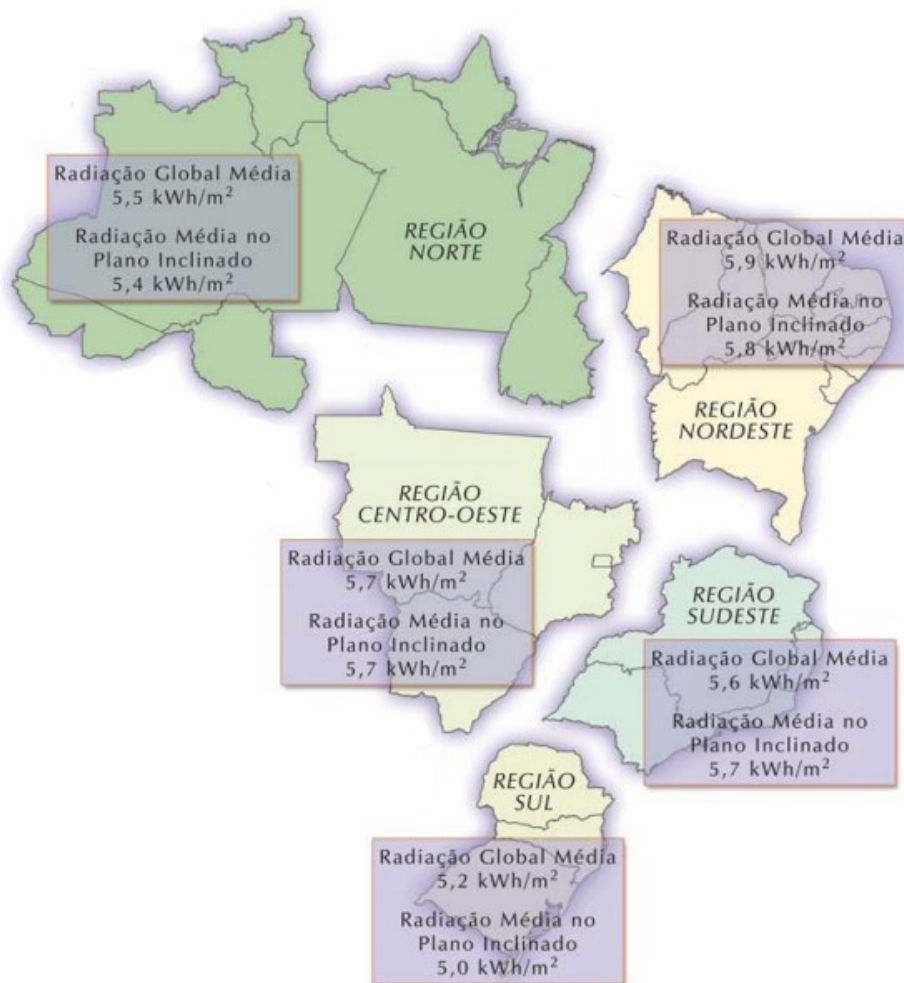 Radiação Global Média
5,5 kWh/m²
Radiação Média no
Plano Inclinado
5,4 kWh/m²
REGIÃO
NORTE
Radiação Global Média
5,9 kWh/m²
Radiação Média no
Plano Inclinado
5,8 kWh/m²
REGIÃO
NORDESTE
REGIÃO
CENTRO-OESTE
Radiação Global Média
5,7 kWh/m²
Radiação Média no
Plano Inclinado
5,7 kWh/m²
REGIÃO
SUDESTE
Radiação Global Média
5,6 kWh/m²
Radiação Média no
Plano Inclinado
5,7 kWh/m²
REGIÃO
SUL
Radiação Global Média
5,2 kWh/m²
Radiação Média no
Plano Inclinado
5,0 kWh/m²